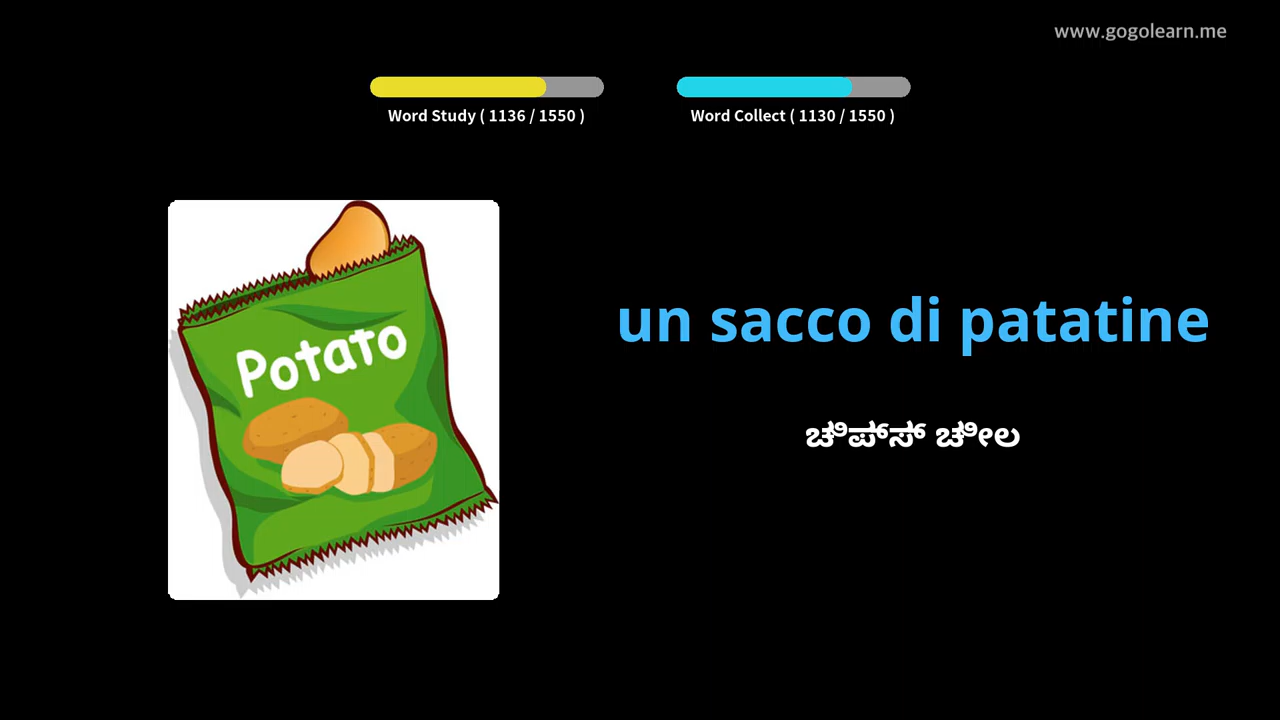 www.gogolearn.me
Word Study ( 1136 / 1550 )
Word Collect ( 1130 / 1550 )
Potato
un sacco di patatine
ಚಿಪ್ಸ್ ಚೀಲ